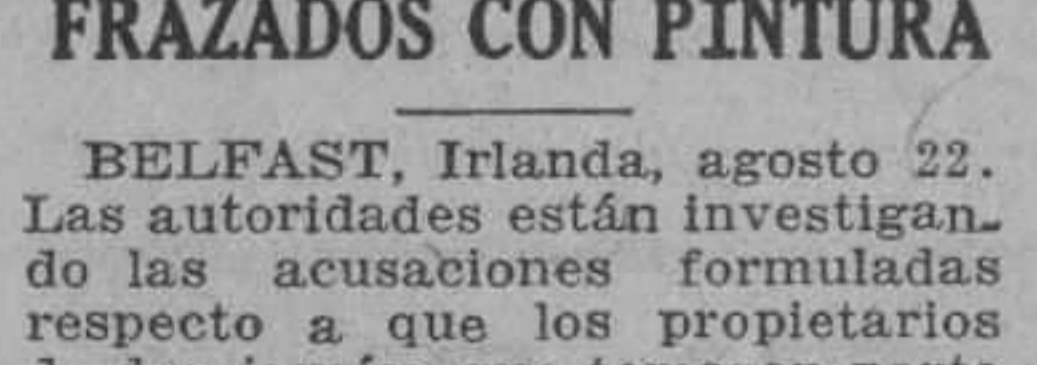 FRAZADOS CON PINTURA
BELFAST, Irlanda, agosto 22.
Las autoridades están investigan-
do las acusaciones formuladas
respecto a que los propietarios